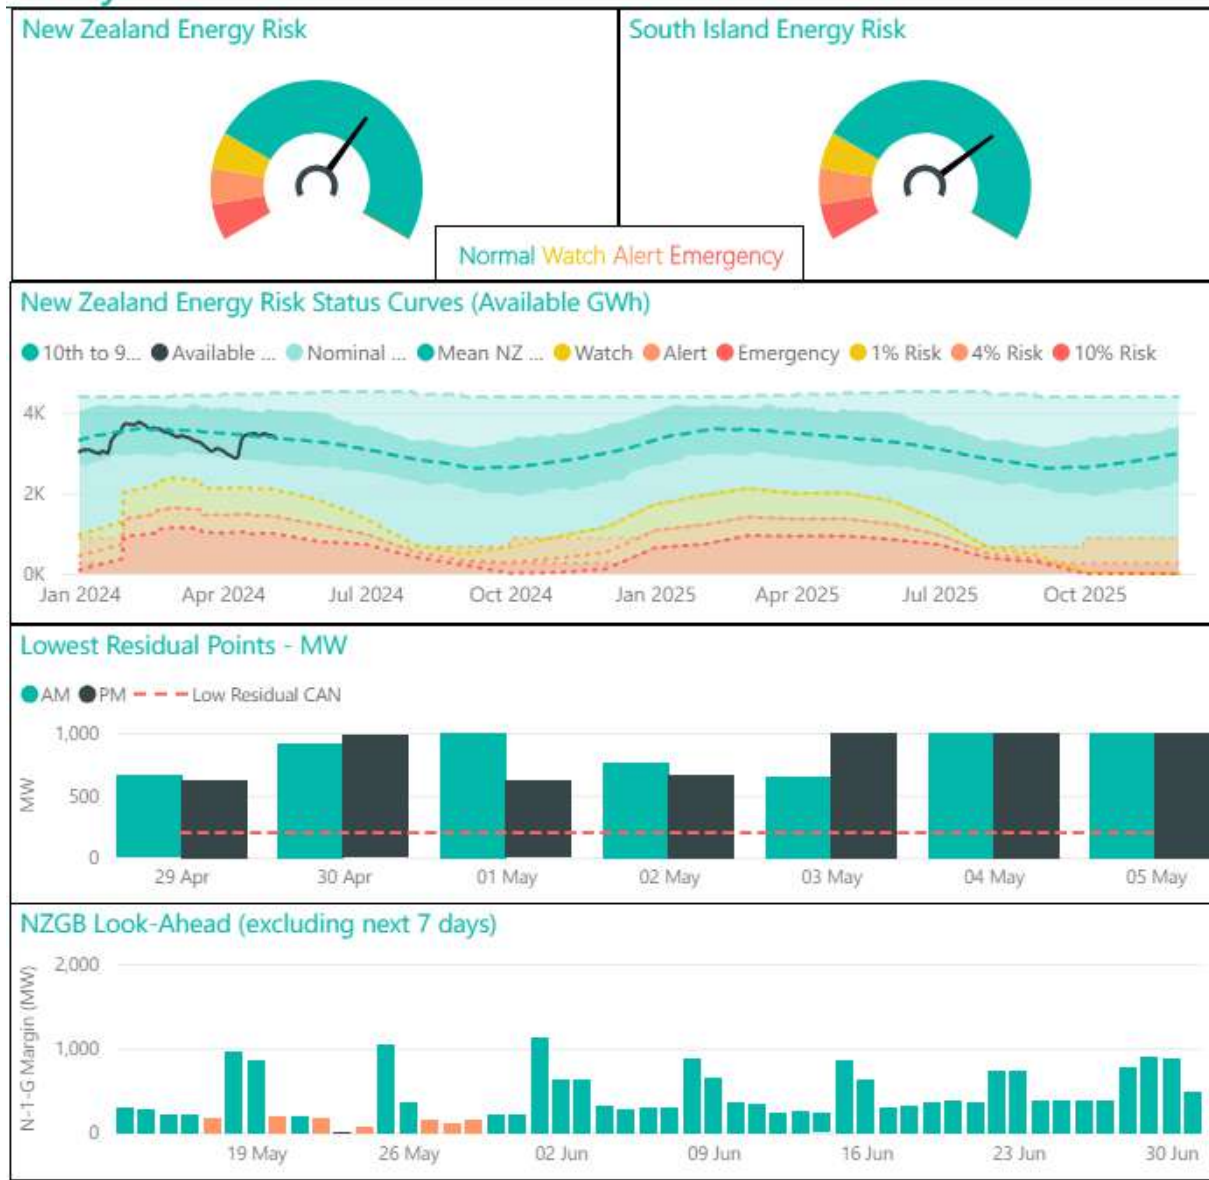 New Zealand Energy Risk
South Island Energy Risk
Normal Watch Alert Emergency
New Zealand Energy Risk Status Curves (Available GWh)
10th to 9... Available ... Nominal ... Mean NZ ... Watch Alert Emergency 1% Risk 4% Risk 10% Risk
4K
2K
0K
Jan 2024 Apr 2024 Jul 2024 Oct 2024 Jan 2025 Apr 2025 Jul 2025 Oct 2025
Lowest Residual Points - MW
AM PM Low Residual CAN
MW
1,000
500
0
29 Apr 30 Apr 01 May 02 May 03 May 04 May 05 May
NZGB Look-Ahead (excluding next 7 days)
N-1-G Margin (MW)
2,000
1,000
0
19 May 26 May 02 Jun 09 Jun 16 Jun 23 Jun 30 Jun